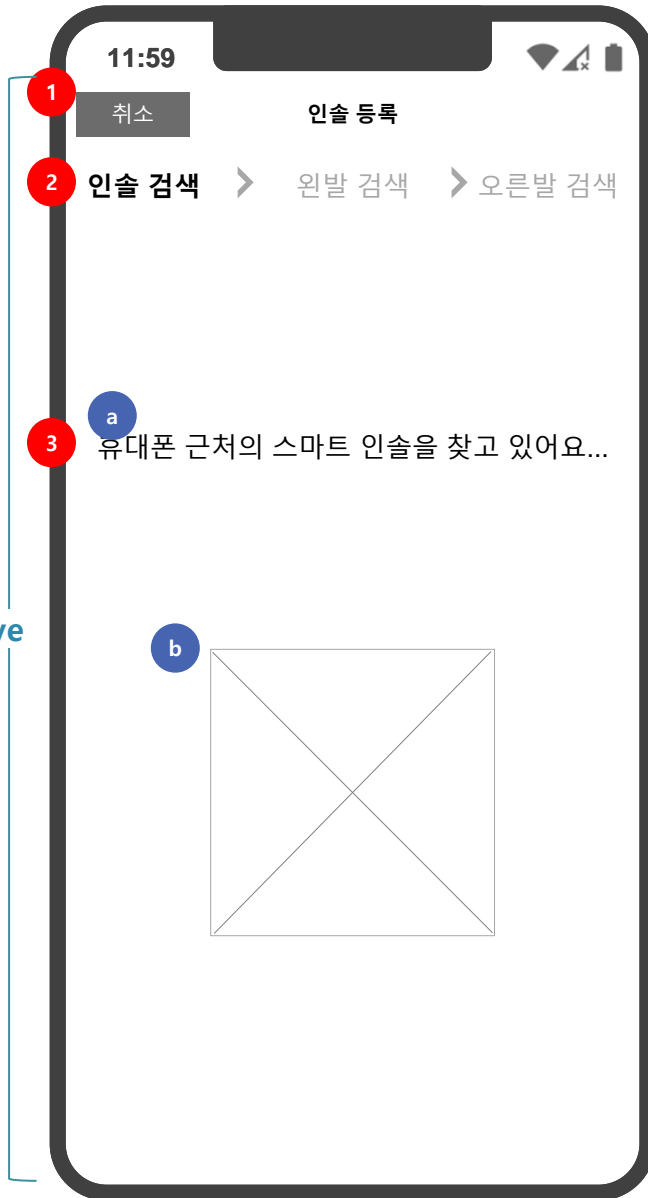 11:59
1
취소
인솔 등록
2
인솔 검색
왼발 검색
오른발 검색
a
3
휴대폰 근처의 스마트 인솔을 찾고 있어요...
b